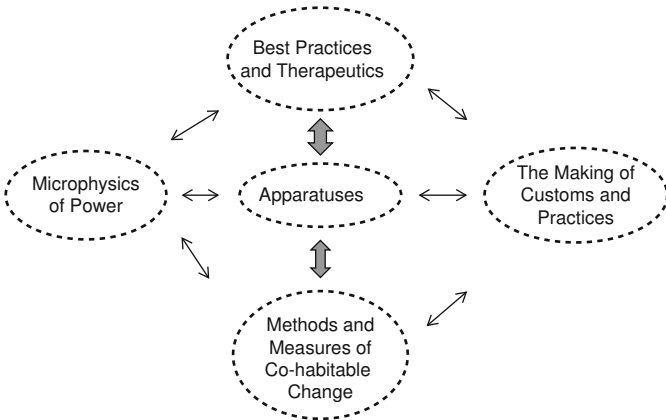 Best Practices
and Therapeutics
Microphysics
of Power
Apparatuses
The Making of
Customs and
Practices
Methods and
Measures of
Co-habitable
Change